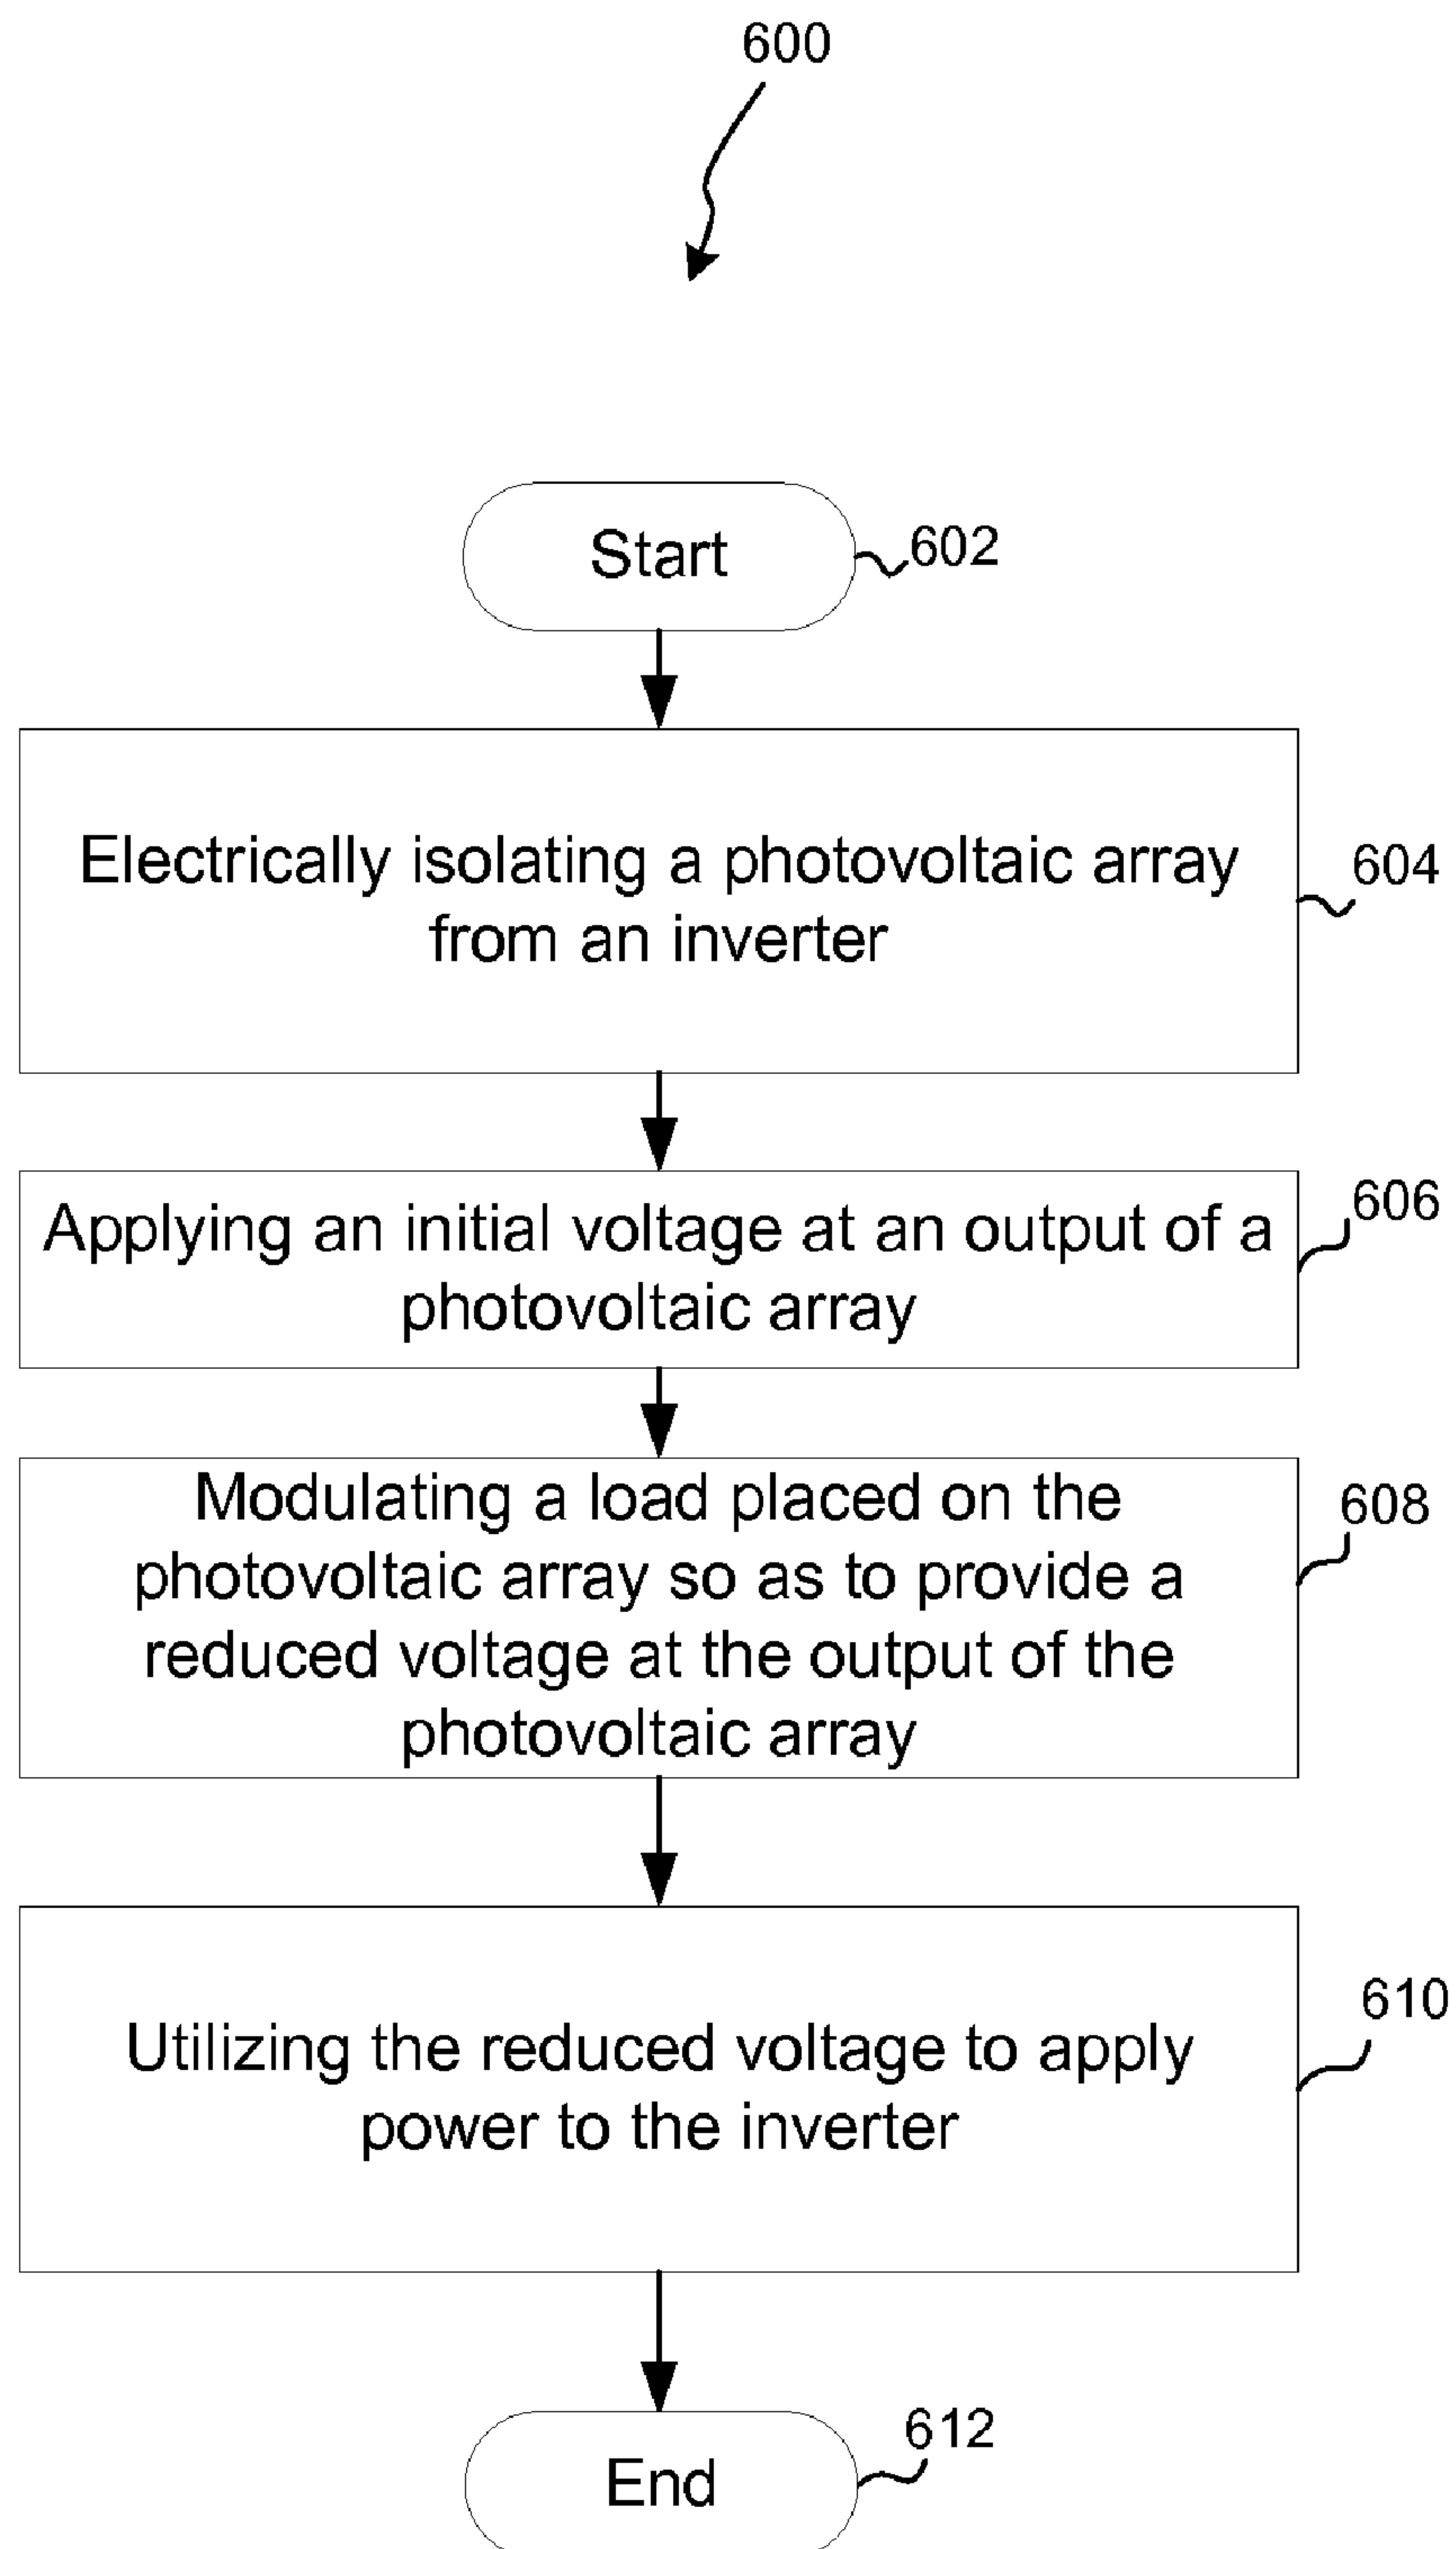 600
Start
602
Electrically isolating a photovoltaic array
from an inverter
604
Applying an initial voltage at an output of a
photovoltaic array
606
Modulating a load placed on the
photovoltaic array so as to provide a
reduced voltage at the output of the
photovoltaic array
608
Utilizing the reduced voltage to apply
power to the inverter
610
End
612